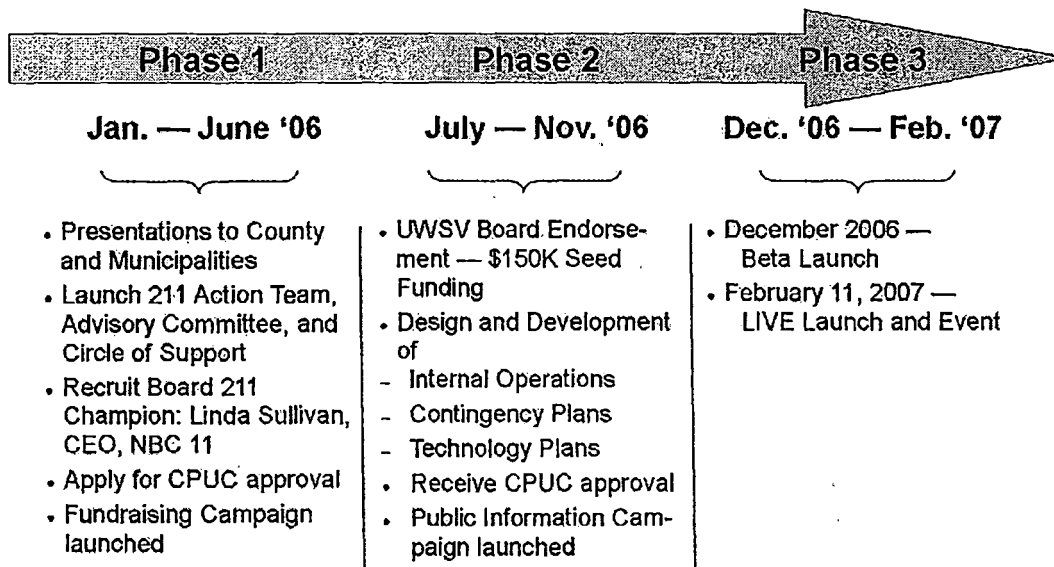 Phase 1
Phase 2
Phase 3
Jan. — June ‘06
July — Nov. ‘06
Dec. ‘06 — Feb. ‘07
• Presentations to County
and Municipalities
• Launch 211 Action Team,
Advisory Committee, and
Circle of Support
• Recruit Board 211
Champion: Linda Sullivan,
CEO, NBC 11
• Apply for CPUC approval
• Fundraising Campaign
launched
• UWSV Board Endorse-
ment — $150K Seed
Funding
• Design and Development
of
- Internal Operations
- Contingency Plans
- Technology Plans
• Receive CPUC approval
• Public Information Cam-
paign launched
• December 2006 —
Beta Launch
• February 11, 2007 —
LIVE Launch and Event